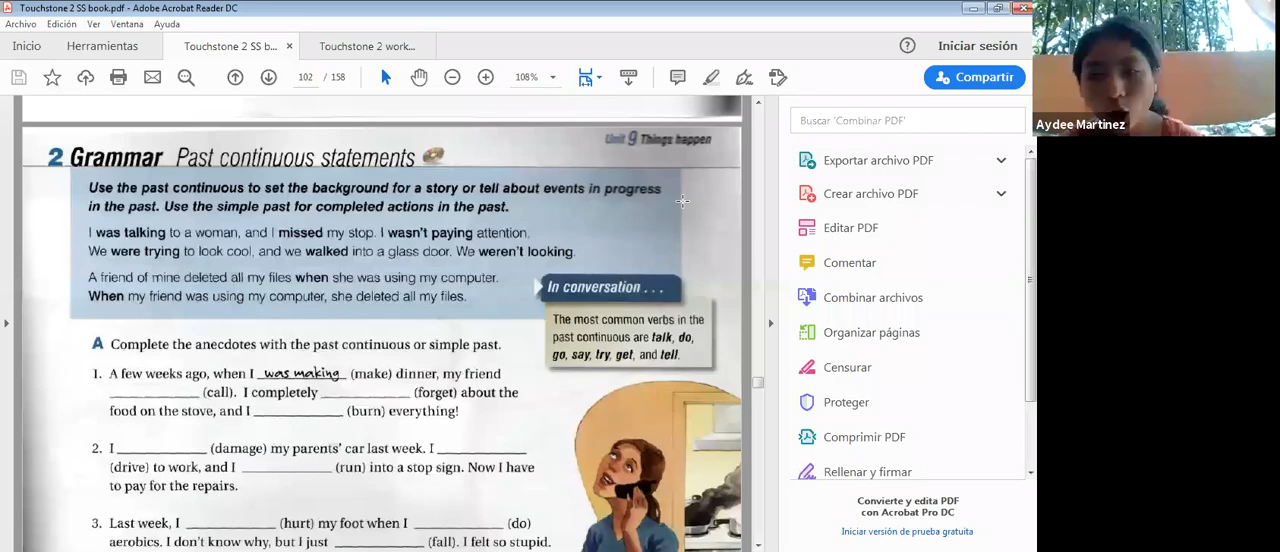 Touchstone 2 SS book.pdf - Adobe Acrobat Reader DC
Archivo Edición Ver Ventana Ayuda
Inicio Herramientas Touchstone 2 SS b... × Touchstone 2 work... Iniciar sesión
102 / 158 108% Compartir
Unit 9 Things happen
2 Grammar Past continuous statements
Use the past continuous to set the background for a story or tell about events in progress
in the past. Use the simple past for completed actions in the past.
I was talking to a woman, and I missed my stop. I wasn't paying attention.
We were trying to look cool, and we walked into a glass door. We weren't looking.
A friend of mine deleted all my files when she was using my computer.
When my friend was using my computer, she deleted all my files.
In conversation . . .
The most common verbs in the
past continuous are talk, do,
go, say, try, get, and tell.
A Complete the anecdotes with the past continuous or simple past.
1. A few weeks ago, when I was making (make) dinner, my friend
____________ (call). I completely ____________ (forget) about the
food on the stove, and I ____________ (burn) everything!
2. I ____________ (damage) my parents' car last week. I ____________
(drive) to work, and I ____________ (run) into a stop sign. Now I have
to pay for the repairs.
3. Last week, I ____________ (hurt) my foot when I ____________ (do)
aerobics. I don't know why, but I just ____________ (fall). I felt so stupid.
Buscar 'Combinar PDF'
Exportar archivo PDF
Crear archivo PDF
Editar PDF
Comentar
Combinar archivos
Organizar páginas
Censurar
Proteger
Comprimir PDF
Rellenar y firmar
Convierte y edita PDF
con Acrobat Pro DC
Iniciar versión de prueba gratuita
Aydee Martinez